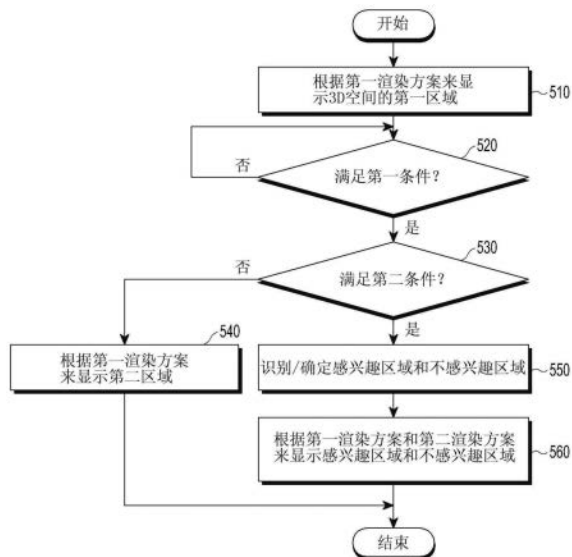 开始
根据第一渲染方案来显
示3D空间的第一区域
510
520
满足第一条件?
否
是
530
满足第二条件?
否
是
540
根据第一渲染方案
来显示第二区域
识别/确定感兴趣区域和不感兴趣区域
550
根据第一渲染方案和第二渲染方案
来显示感兴趣区域和不感兴趣区域
560
结束